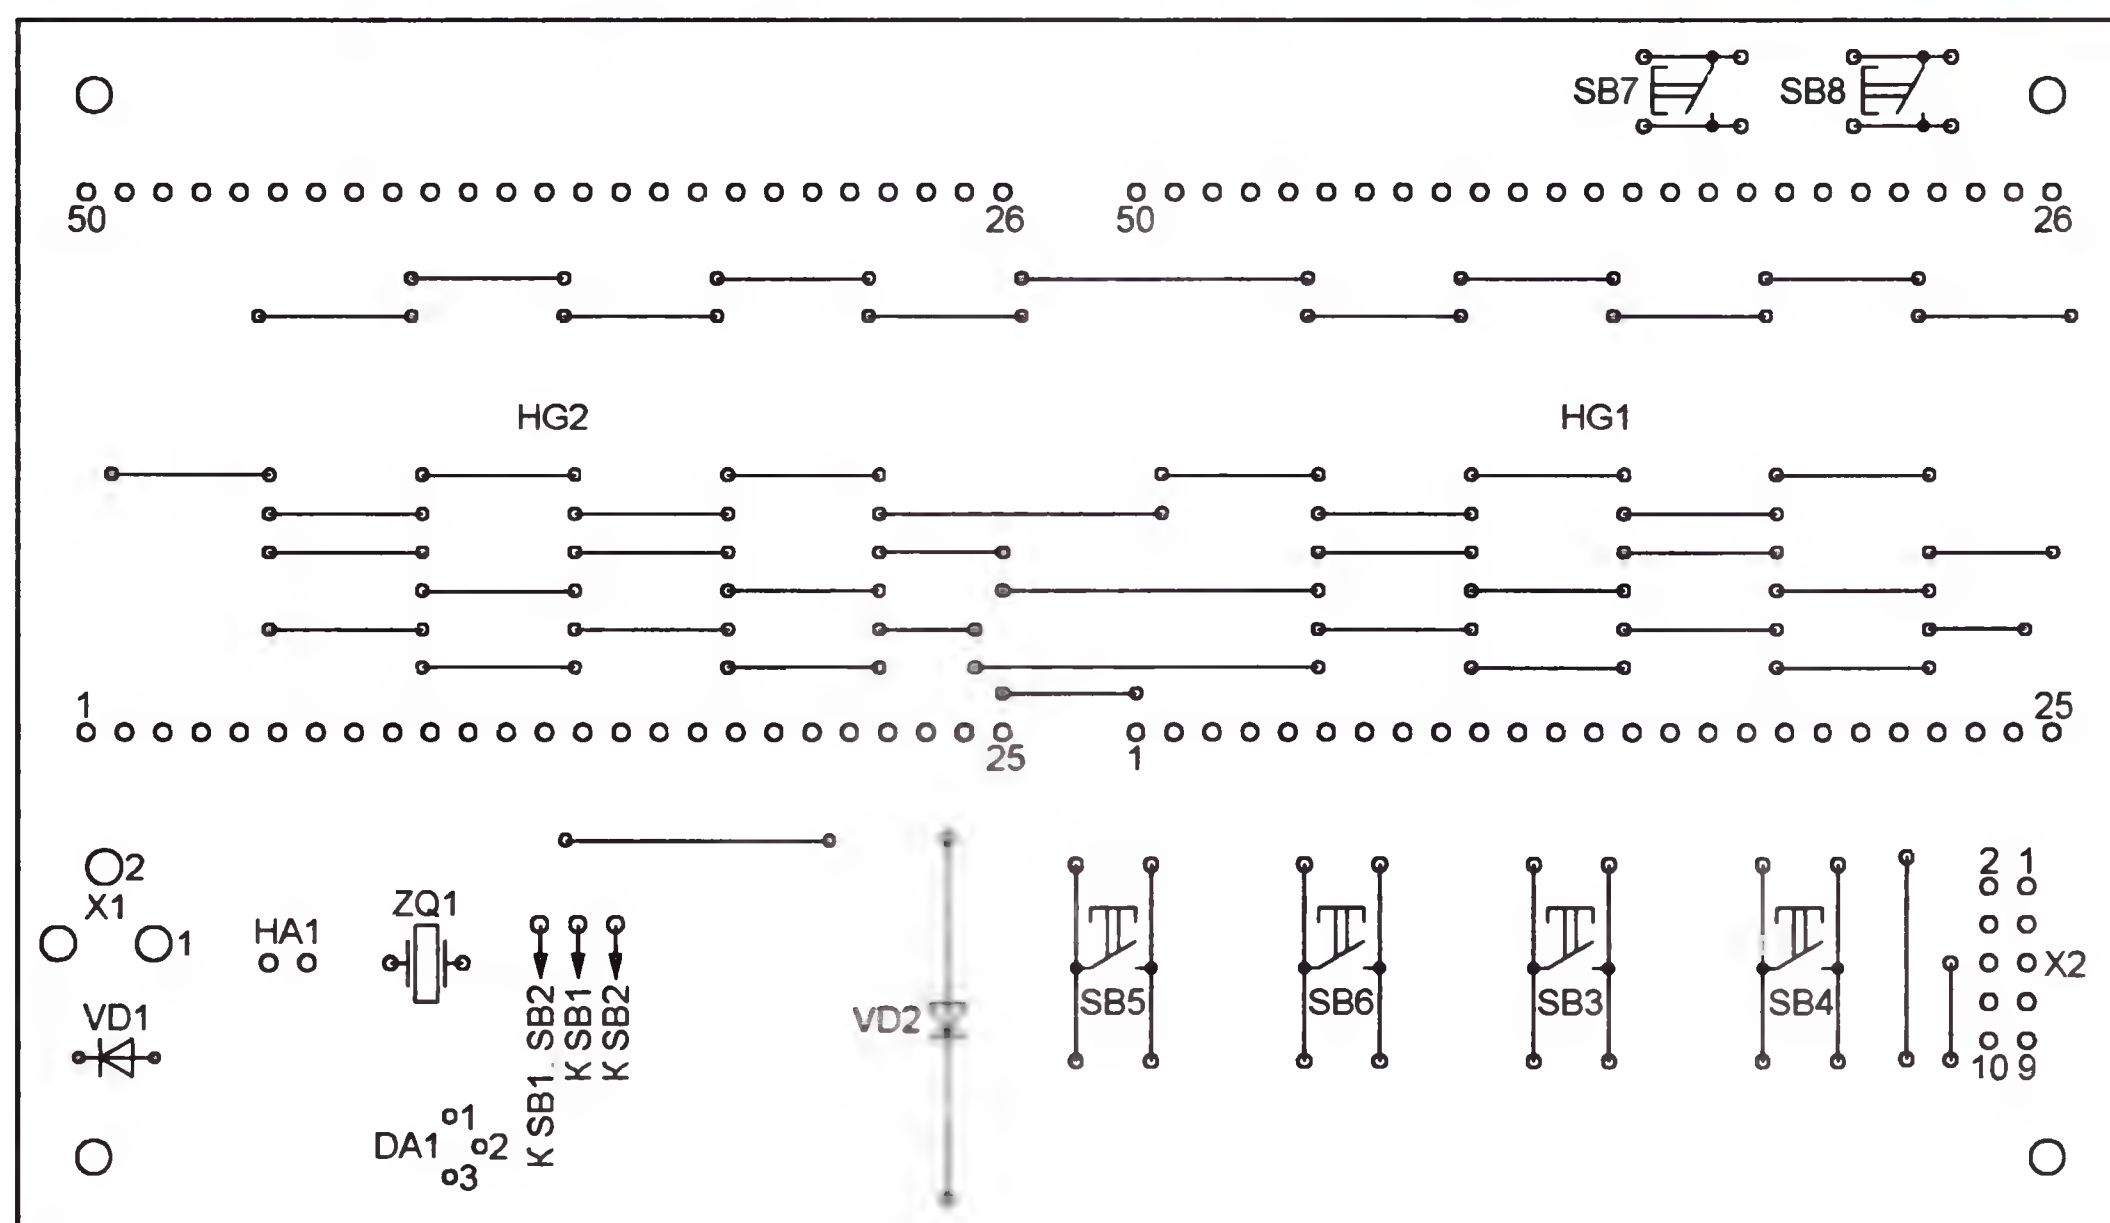 SB7 SB8
50 26 50 26
HG2 HG1
1 25
25 1
2 2 1
X1 ZQ1
1 HA1 X2
VD1 К SB1..SB2 К SB1 К SB2 VD2 SB5 SB6 SB3 SB4
10 9
1
DA1 2
3